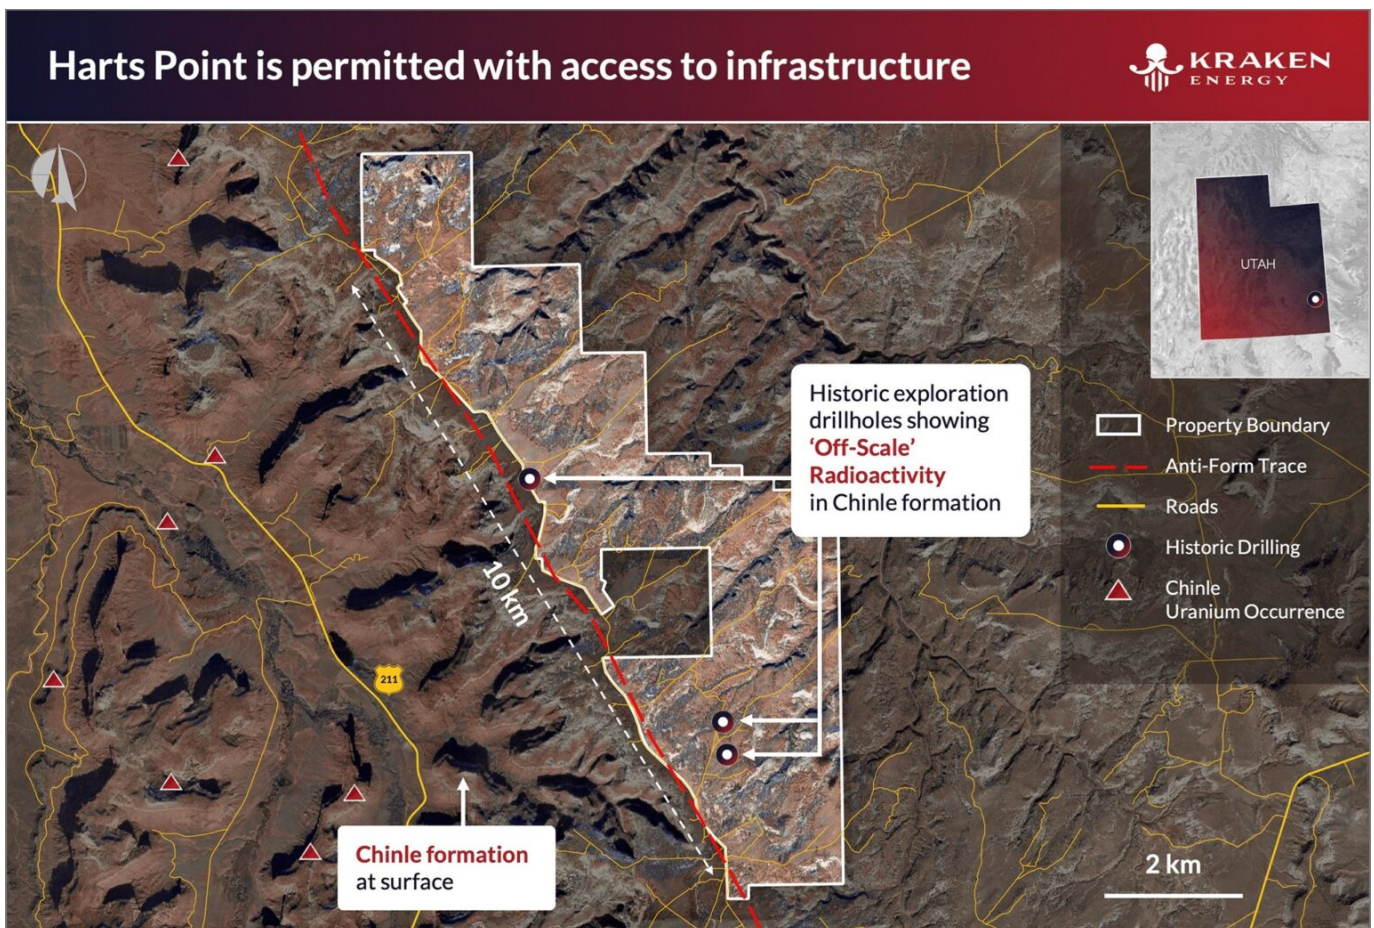 Harts Point is permitted with access to infrastructure
KRAKEN
ENERGY
UTAH
Historic exploration
drillholes showing
‘Off-Scale’
Radioactivity
in Chinle formation
Property Boundary
Anti-Form Trace
Roads
Historic Drilling
Chinle
Uranium Occurrence
10 km
211
Chinle formation
at surface
2 km